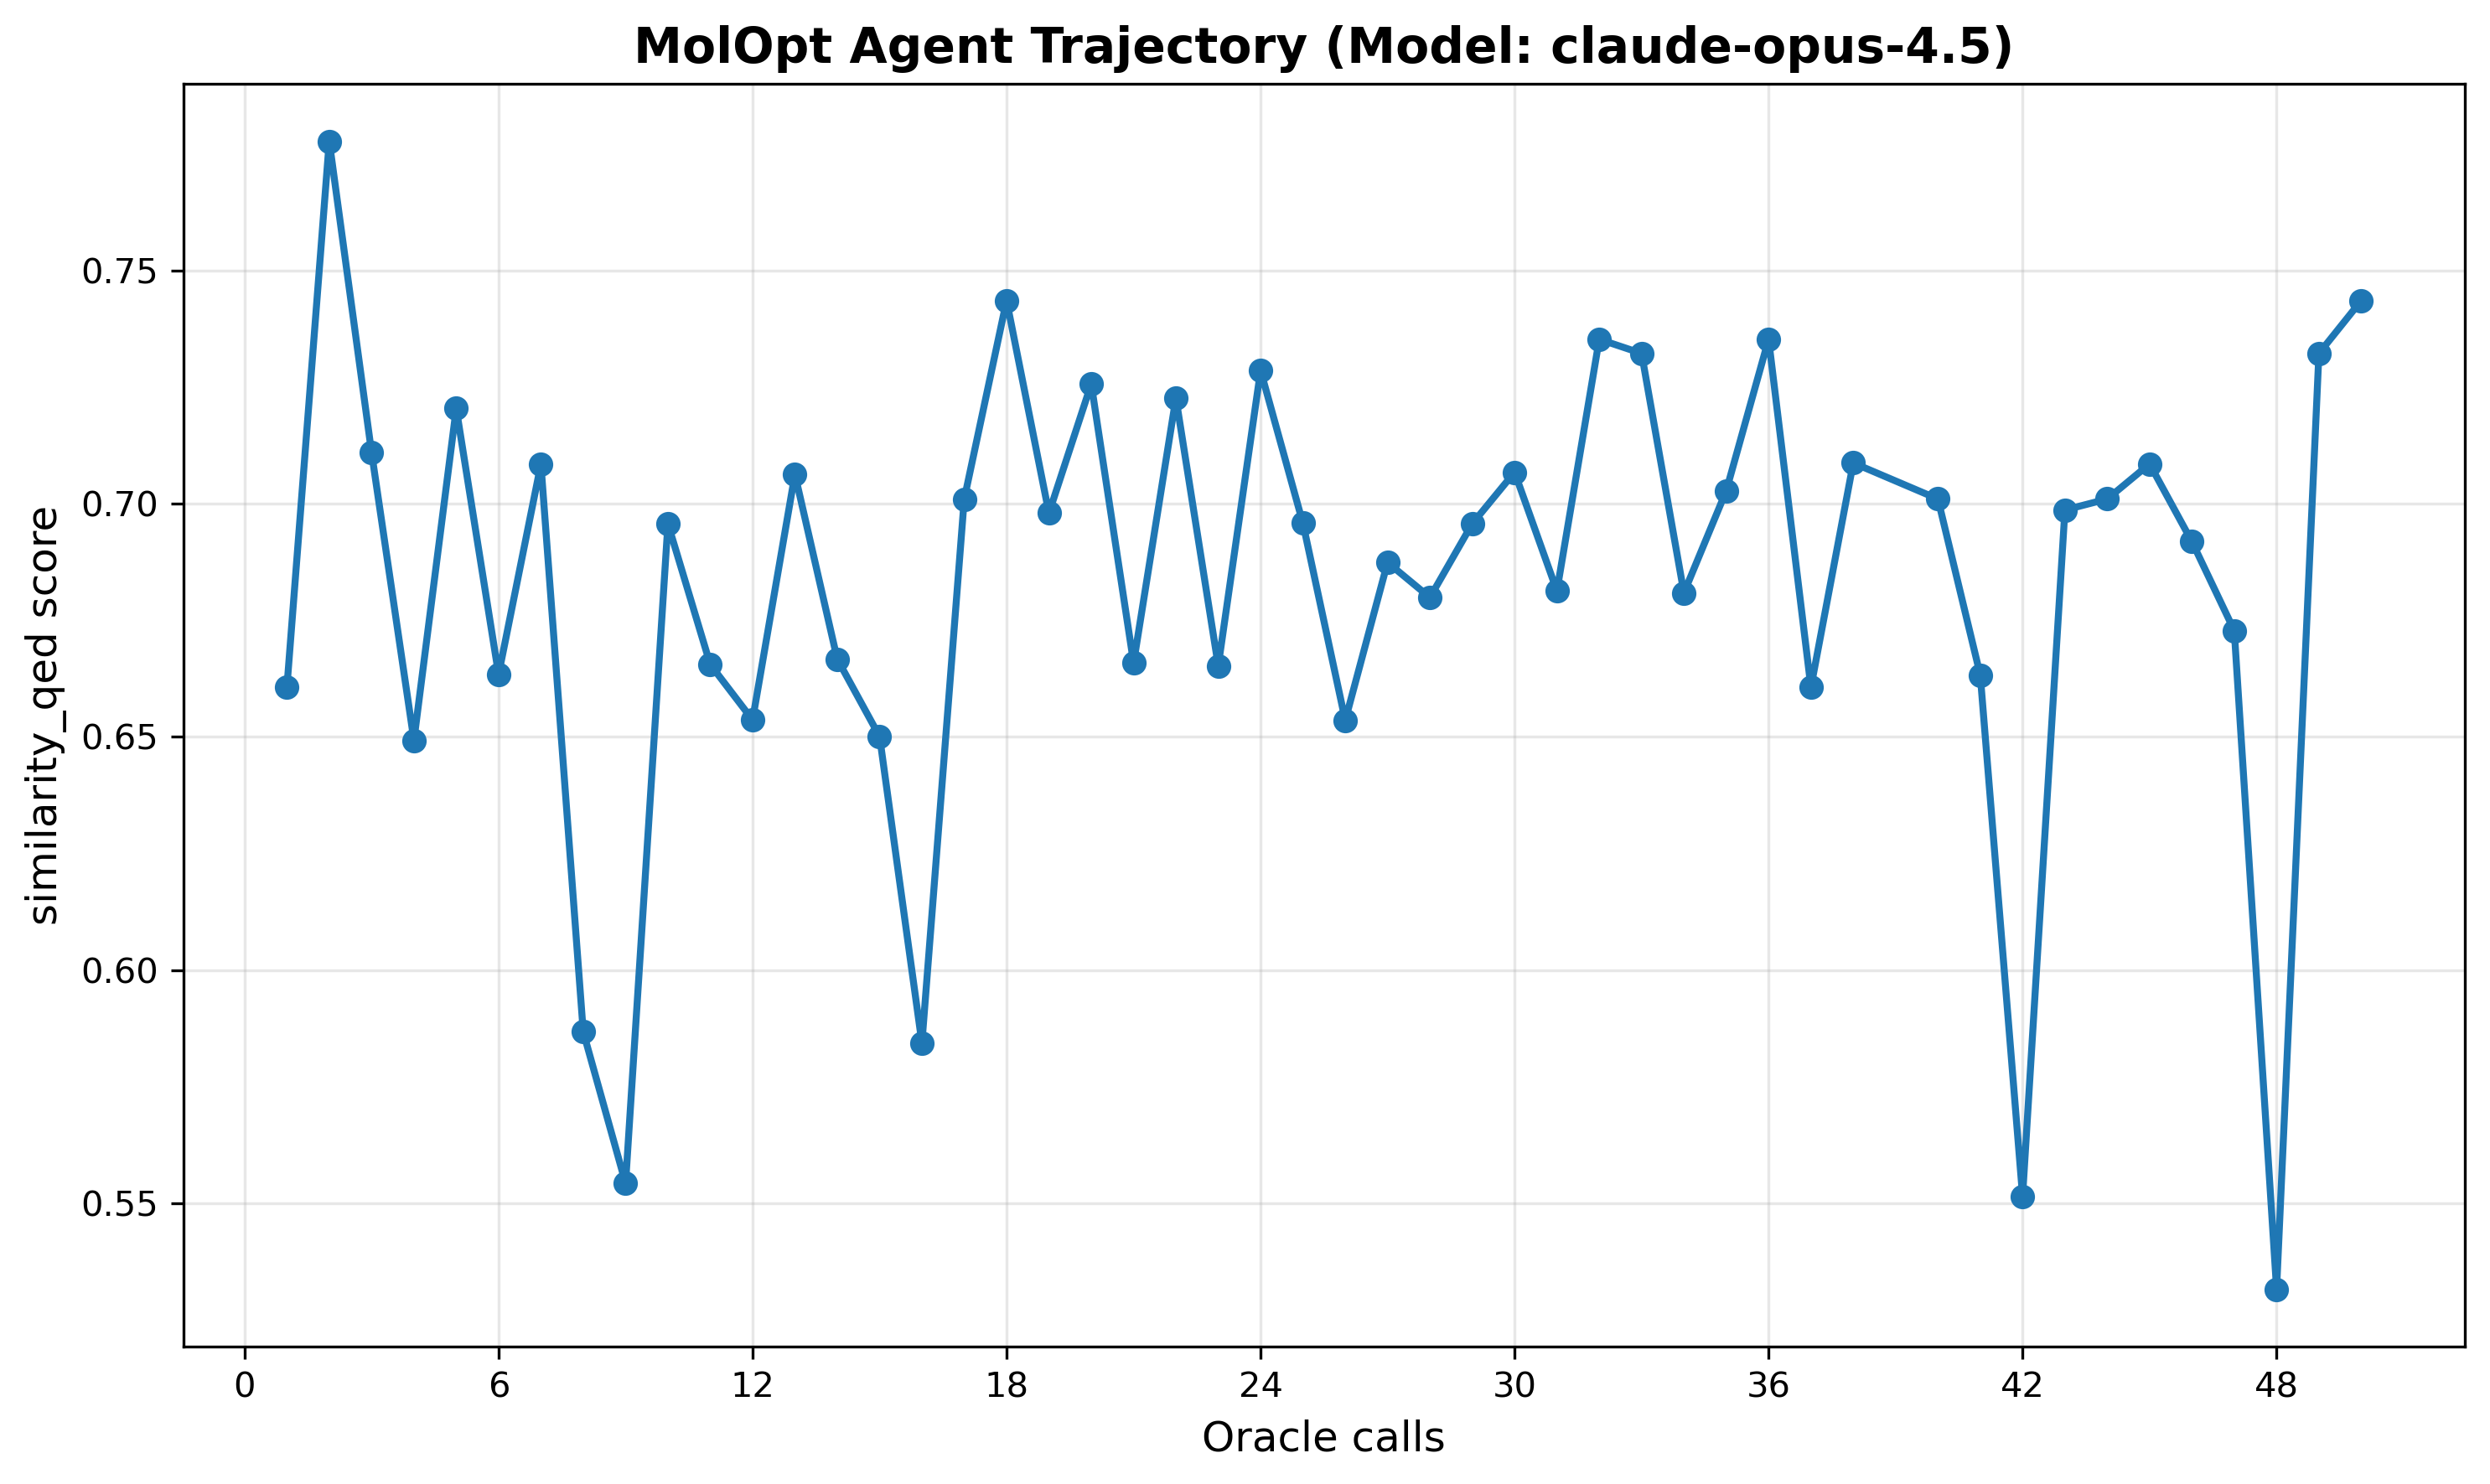 MolOpt Agent Trajectory (Model: claude-opus-4.5)
similarity_qed score
0.75
0.70
0.65
0.60
0.55
0 6 12 18 24 30 36 42 48
Oracle calls